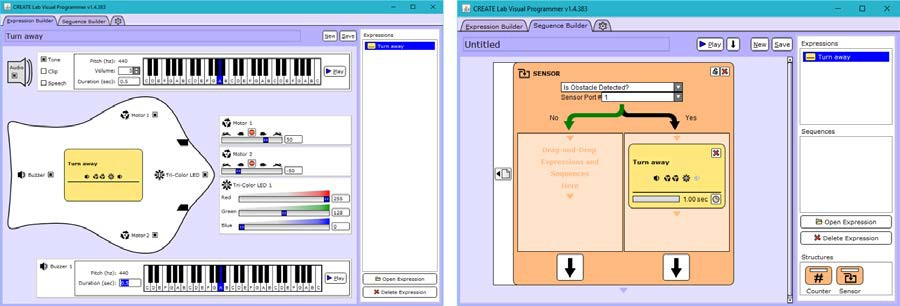 CREATE Lab Visual Programmer v1.4.383
Expression Builder
Sequence Builder
Turn away
New
Save
Expressions
Turn away
Audio
Tone
Clip
Speech
Pitch (hz): 440
Volume:
Duration (sec): 0.5
C D E F G A B C D E F G A B C D E F G A B C D E F G A B
Play
Motor 1
Motor 1
50
Motor 2
-50
Turn away
Buzzer
Tri-Color LED
Tri-Color LED 1
Red 255
Green 128
Blue 0
Motor2
Buzzer 1
Pitch (hz): 440
Duration (sec): 0.5
C D E F G A B C D E F G A B C D E F G A B C D E F G A B
Play
Open Expression
Delete Expression
CREATE Lab Visual Programmer v1.4.383
Expression Builder
Sequence Builder
Untitled
Play
New
Save
Expressions
Turn away
SENSOR
Is Obstacle Detected?
Sensor Port # 1
No
Yes
Drag-and-Drop
Expressions and
Sequences
Here
Turn away
1.00 sec
Sequences
Open Expression
Delete Expression
Structures
#
Counter
Sensor